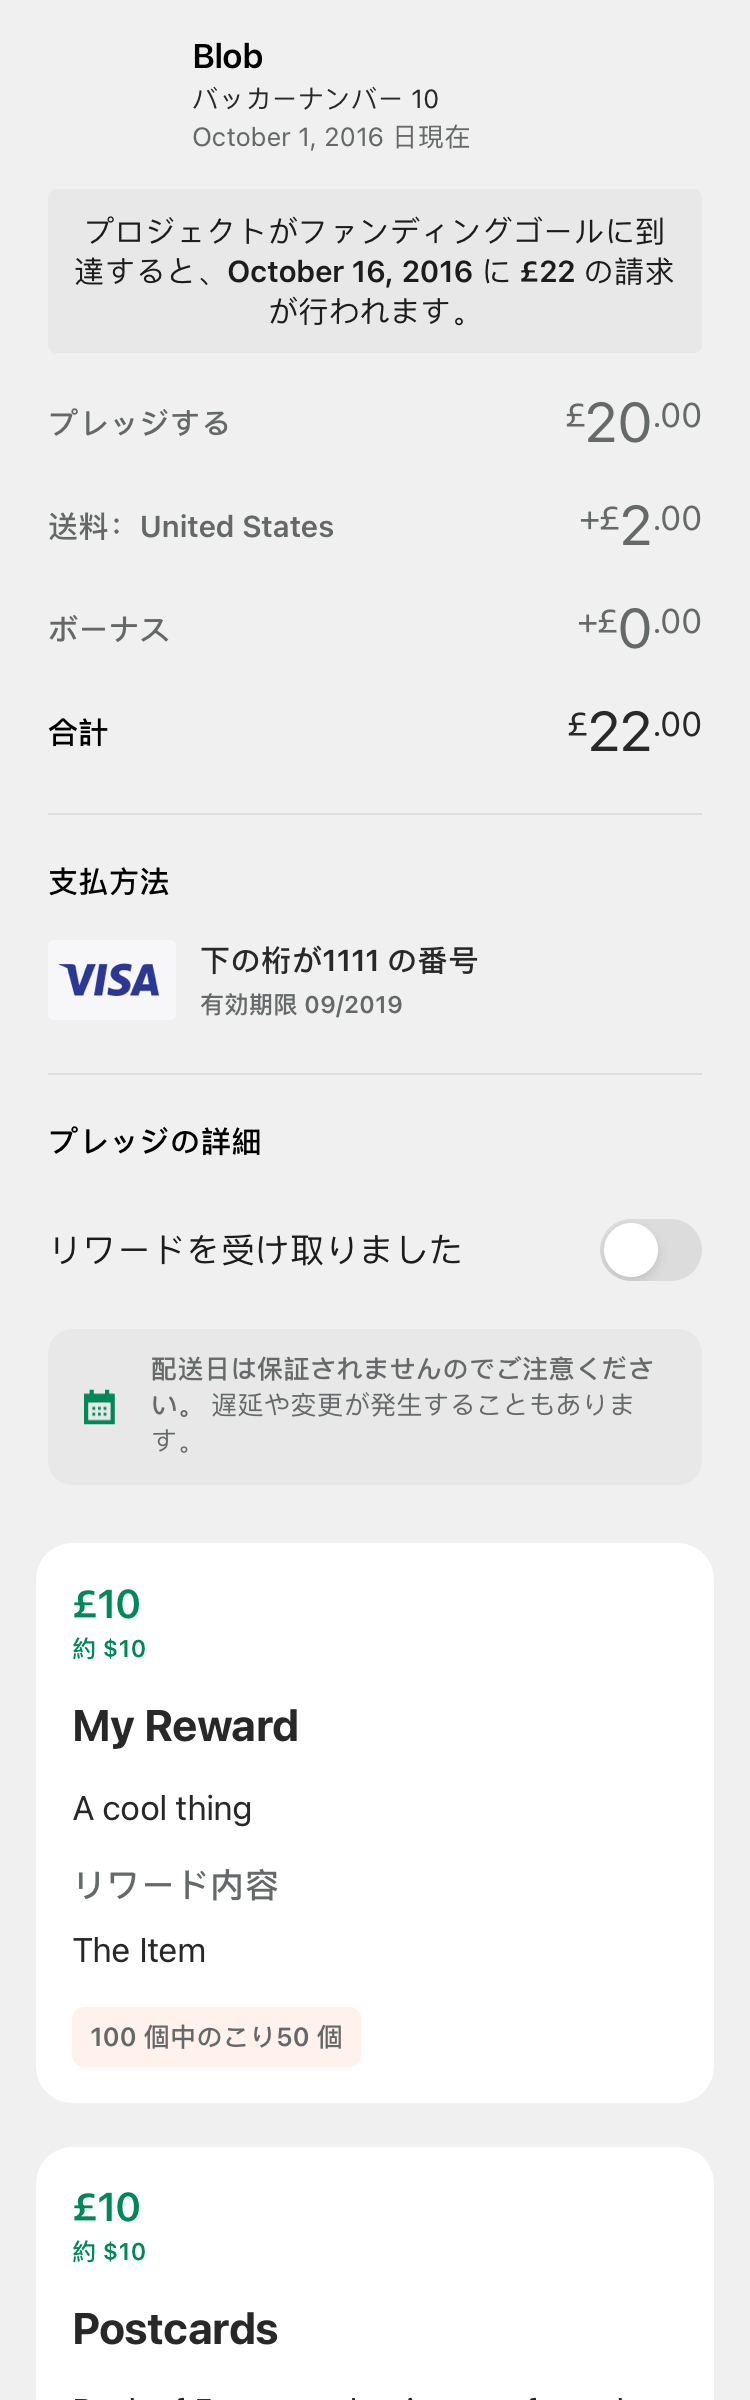 Blob
バッカーナンバー 10
October 1, 2016 日現在
プロジェクトがファンディングゴールに到
達すると、October 16, 2016 に £22 の請求
が行われます。
プレッジする £20.00
送料: United States +£2.00
ボーナス +£0.00
合計 £22.00
支払方法
VISA
下の桁が1111 の番号
有効期限 09/2019
プレッジの詳細
リワードを受け取りました
配送日は保証されませんのでご注意くださ
い。 遅延や変更が発生することもありま
す。
£10
約 $10
My Reward
A cool thing
リワード内容
The Item
100 個中のこり50 個
£10
約 $10
Postcards